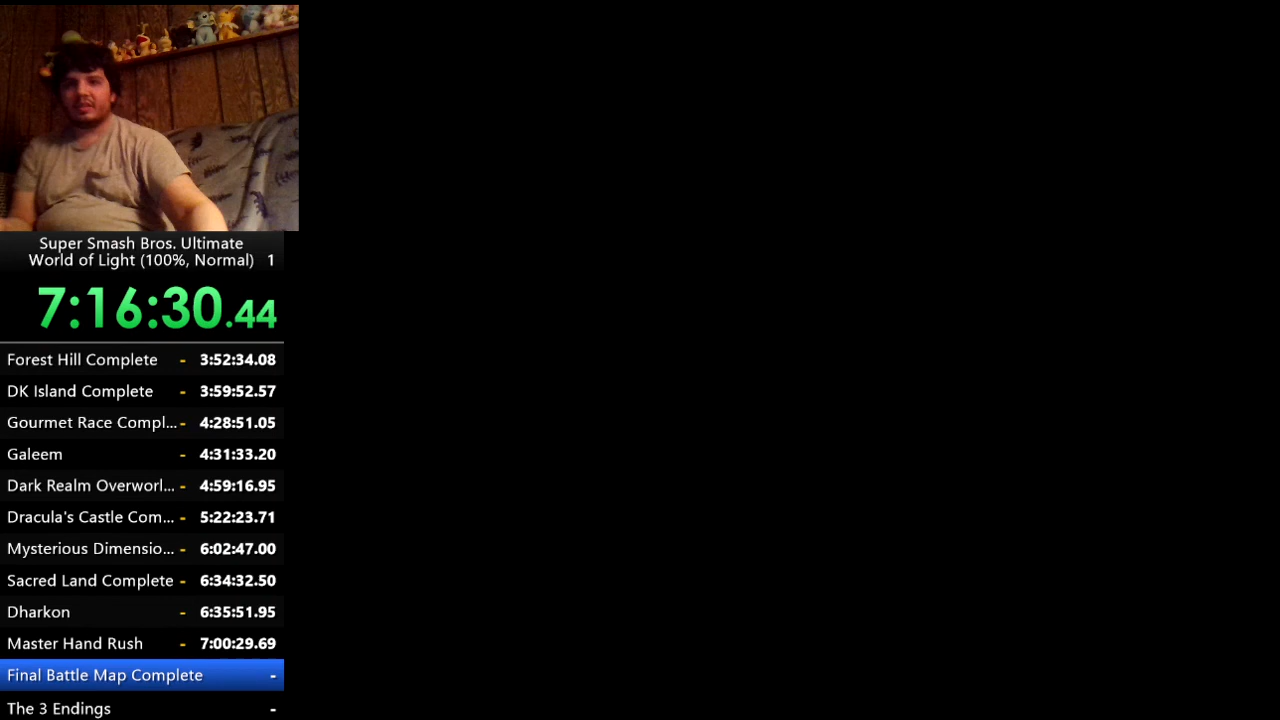 Super Smash Bros. Ultimate
World of Light (100%, Normal) 1
7:16:30.44
Forest Hill Complete - 3:52:34.08
DK Island Complete - 3:59:52.57
Gourmet Race Compl... - 4:28:51.05
Galeem - 4:31:33.20
Dark Realm Overworl... - 4:59:16.95
Dracula's Castle Com... - 5:22:23.71
Mysterious Dimensio... - 6:02:47.00
Sacred Land Complete - 6:34:32.50
Dharkon - 6:35:51.95
Master Hand Rush - 7:00:29.69
Final Battle Map Complete -
The 3 Endings -